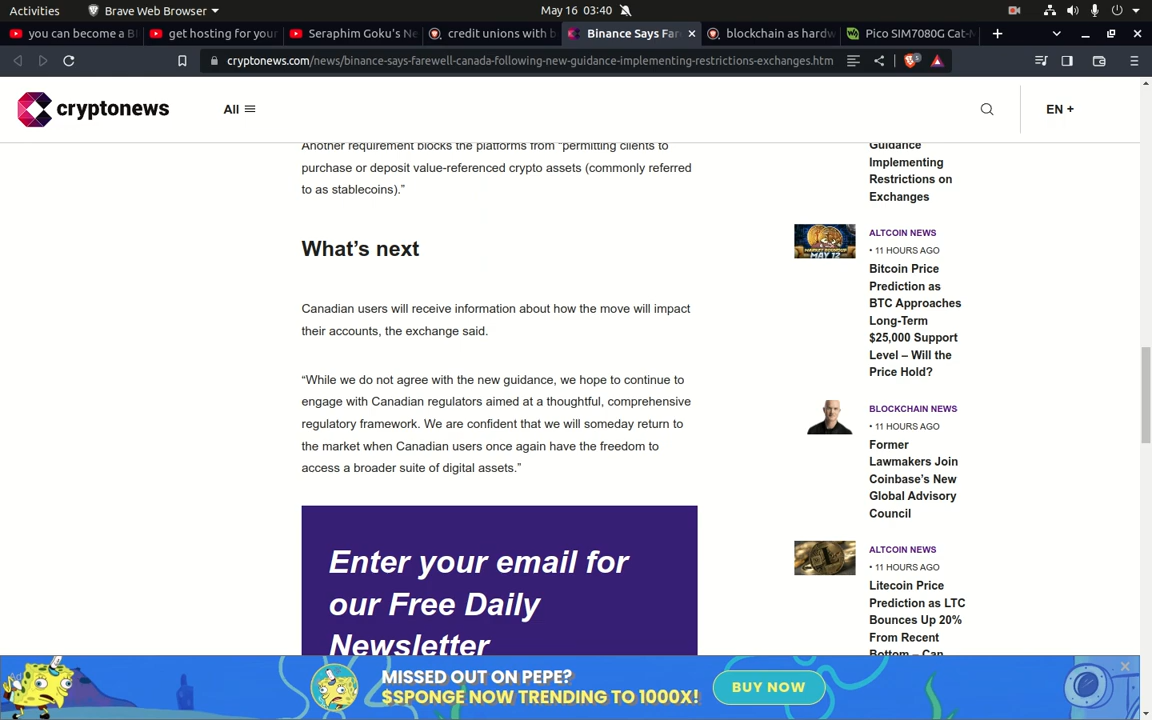 Activities
Brave Web Browser
May 16 03:40
you can become a B
get hosting for your
Seraphim Goku's Ne
credit unions with b
Binance Says Far
blockchain as hardw
Pico SIM7080G Cat-
cryptonews.com/news/binance-says-farewell-canada-following-new-guidance-implementing-restrictions-exchanges.htm
1
cryptonews
All
EN +
Another requirement blocks the platforms from “permitting clients to
purchase or deposit value-referenced crypto assets (commonly referred
to as stablecoins).”
What’s next
Canadian users will receive information about how the move will impact
their accounts, the exchange said.
“While we do not agree with the new guidance, we hope to continue to
engage with Canadian regulators aimed at a thoughtful, comprehensive
regulatory framework. We are confident that we will someday return to
the market when Canadian users once again have the freedom to
access a broader suite of digital assets.”
Enter your email for
our Free Daily
Newsletter
Guidance
Implementing
Restrictions on
Exchanges
ALTCOIN NEWS
• 11 HOURS AGO
Bitcoin Price
Prediction as
BTC Approaches
Long-Term
$25,000 Support
Level – Will the
Price Hold?
BLOCKCHAIN NEWS
• 11 HOURS AGO
Former
Lawmakers Join
Coinbase’s New
Global Advisory
Council
ALTCOIN NEWS
• 11 HOURS AGO
Litecoin Price
Prediction as LTC
Bounces Up 20%
From Recent
Bottom – Can
MISSED OUT ON PEPE?
$SPONGE NOW TRENDING TO 1000X!
BUY NOW